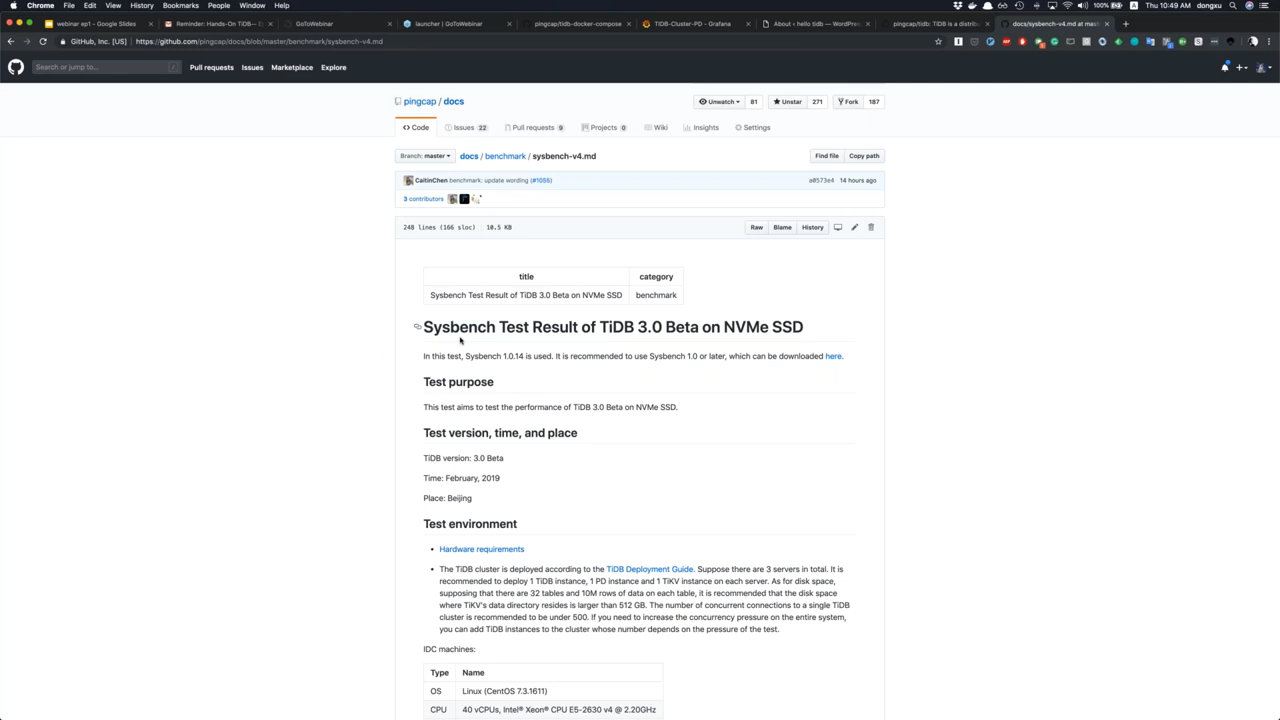 Chrome File Edit View History Bookmarks People Window Help
100% Thu 10:49 AM dongxu
webinar ep1 - Google Slides
Reminder: Hands-On TiDB--
GoToWebinar
launcher | GoToWebinar
pingcap/tidb-docker-compose
TiDB-Cluster-PD - Grafana
About ‹ hello tidb — WordPress
pingcap/tidb: TiDB is a distrib
docs/sysbench-v4.md at mast
GitHub, Inc. [US] https://github.com/pingcap/docs/blob/master/benchmark/sysbench-v4.md
Search or jump to... / Pull requests Issues Marketplace Explore
pingcap / docs
Unwatch 81 Unstar 271 Fork 187
Code Issues 22 Pull requests 9 Projects 0 Wiki Insights Settings
Branch: master docs / benchmark / sysbench-v4.md Find file Copy path
CaitinChen benchmark: update wording (#1055) a0573e4 14 hours ago
3 contributors
248 lines (166 sloc) 10.5 KB Raw Blame History
title category
Sysbench Test Result of TiDB 3.0 Beta on NVMe SSD benchmark
Sysbench Test Result of TiDB 3.0 Beta on NVMe SSD
In this test, Sysbench 1.0.14 is used. It is recommended to use Sysbench 1.0 or later, which can be downloaded here.
Test purpose
This test aims to test the performance of TiDB 3.0 Beta on NVMe SSD.
Test version, time, and place
TiDB version: 3.0 Beta
Time: February, 2019
Place: Beijing
Test environment
• Hardware requirements
• The TiDB cluster is deployed according to the TiDB Deployment Guide. Suppose there are 3 servers in total. It is
recommended to deploy 1 TiDB instance, 1 PD instance and 1 TiKV instance on each server. As for disk space,
supposing that there are 32 tables and 10M rows of data on each table, it is recommended that the disk space
where TiKV's data directory resides is larger than 512 GB. The number of concurrent connections to a single TiDB
cluster is recommended to be under 500. If you need to increase the concurrency pressure on the entire system,
you can add TiDB instances to the cluster whose number depends on the pressure of the test.
IDC machines:
Type Name
OS Linux (CentOS 7.3.1611)
CPU 40 vCPUs, Intel® Xeon® CPU E5-2630 v4 @ 2.20GHz